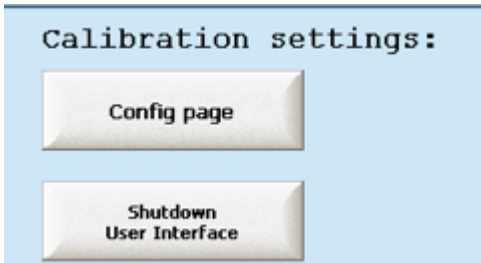 Calibration settings:
Config page
Shutdown
User Interface